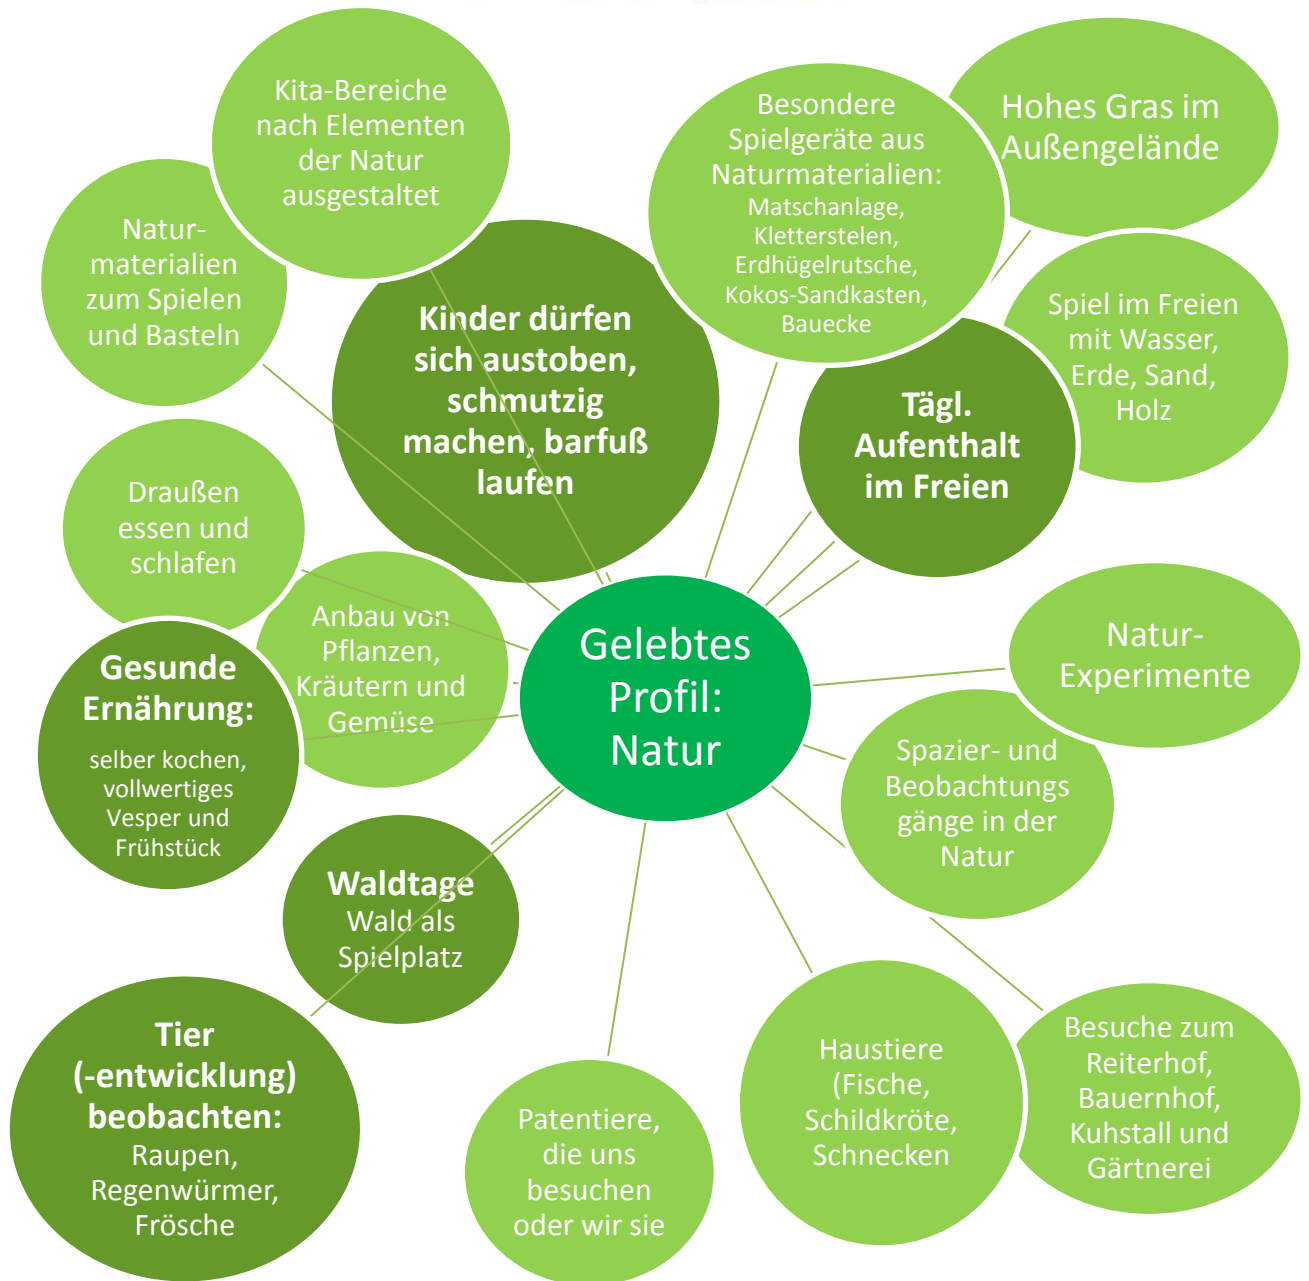 Kita-Bereiche
nach Elementen
der Natur
ausgestaltet
Besondere
Spielgeräte aus
Naturmaterialien:
Matschanlage,
Kletterstelen,
Erdhügelrutsche,
Kokos-Sandkasten,
Bauecke
Hohes Gras im
Außengelände
Natur-
materialien
zum Spielen
und Basteln
Kinder dürfen
sich austoben,
schmutzig
machen, barfuß
laufen
Spiel im Freien
mit Wasser,
Erde, Sand,
Holz
Tägl.
Aufenthalt
im Freien
Draußen
essen und
schlafen
Anbau von
Pflanzen,
Kräutern und
Gemüse
Gelebtes
Profil:
Natur
Natur-
Experimente
Gesunde
Ernährung:
selber kochen,
vollwertiges
Vesper und
Frühstück
Spazier- und
Beobachtungs
gänge in der
Natur
Waldtage
Wald als
Spielplatz
Tier
(-entwicklung)
beobachten:
Raupen,
Regenwürmer,
Frösche
Patentiere,
die uns
besuchen
oder wir sie
Haustiere
(Fische,
Schildkröte,
Schnecken
Besuche zum
Reiterhof,
Bauernhof,
Kuhstall und
Gärtnerei